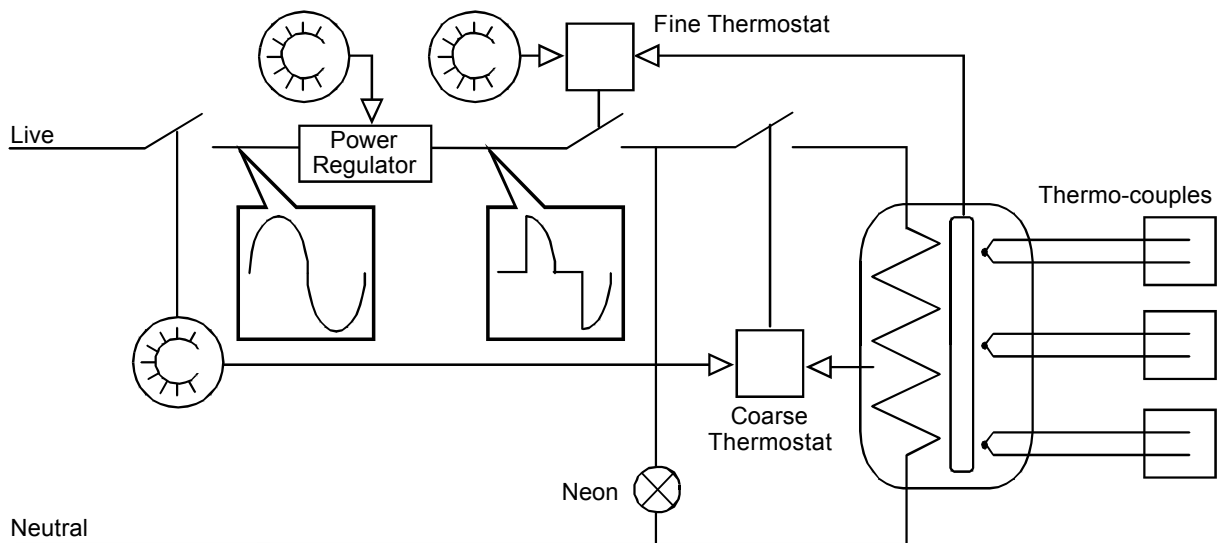 Fine Thermostat
Live
Power
Regulator
Thermo-couples
Coarse
Thermostat
Neon
Neutral